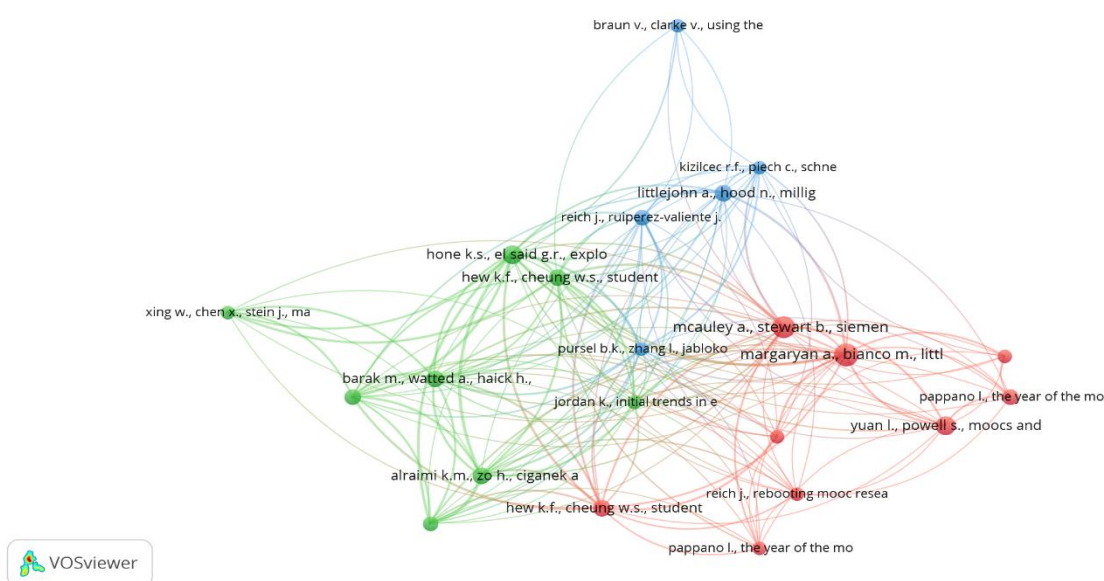 braun v., clarke v., using the
kizilcec r.f., piech c., schne
littlejohn a., hood n., millig
reich j., ruiperez-valiente j.
hone k.s., el said g.r., explo
hew k.f., cheung w.s., student
xing w., chen x., stein j., ma
mcauley a., stewart b., siemen
pursel b.k., zhang l., jabloko
margaryan a., bianco m., littl
barak m., watted a., haick h.,
pappano l., the year of the mo
jordan k., initial trends in e
yuan l., powell s., moocs and
alraimi k.m., zo h., ciganek a
reich j., rebooting mooc resea
hew k.f., cheung w.s., student
pappano l., the year of the mo
VOSviewer